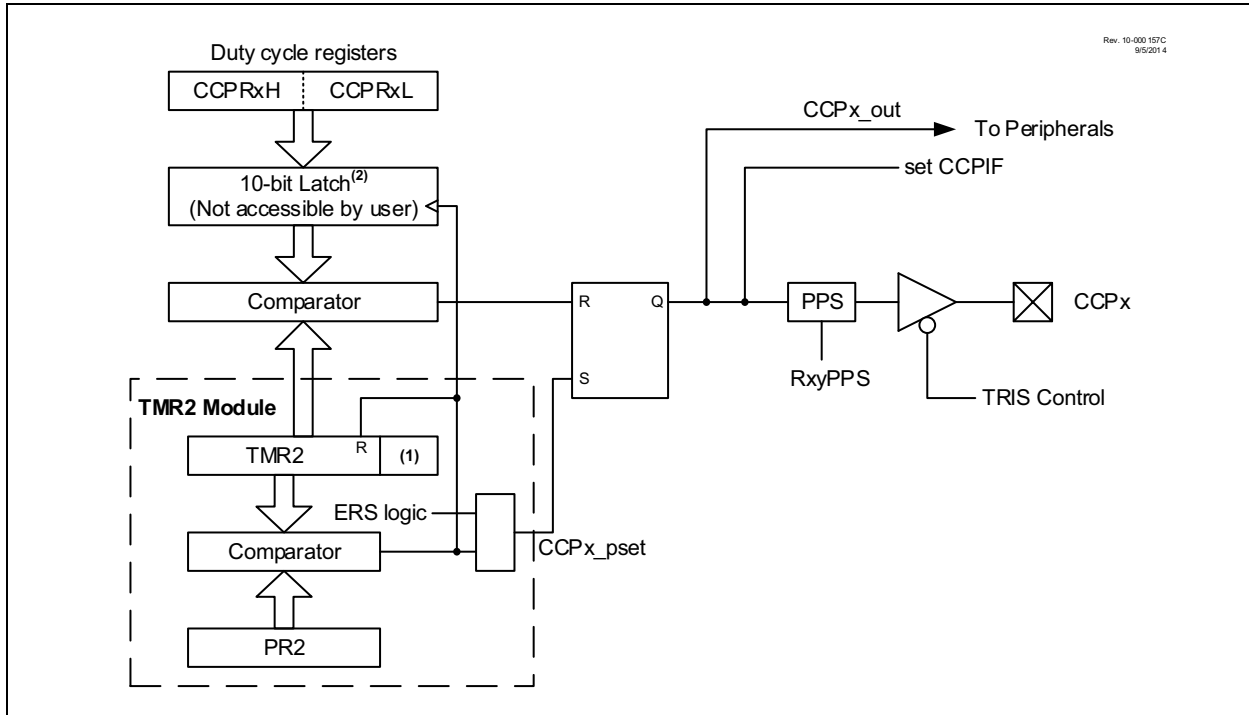 Rev. 10-000 157C
9/5/2014
Duty cycle registers
CCPRxH CCPRxL
CCPx_out
To Peripherals
set CCPIF
10-bit Latch(2)
(Not accessible by user)
Comparator
R Q
PPS
CCPx
S
RxyPPS
TRIS Control
TMR2 Module
TMR2 R (1)
ERS logic
Comparator
CCPx_pset
PR2